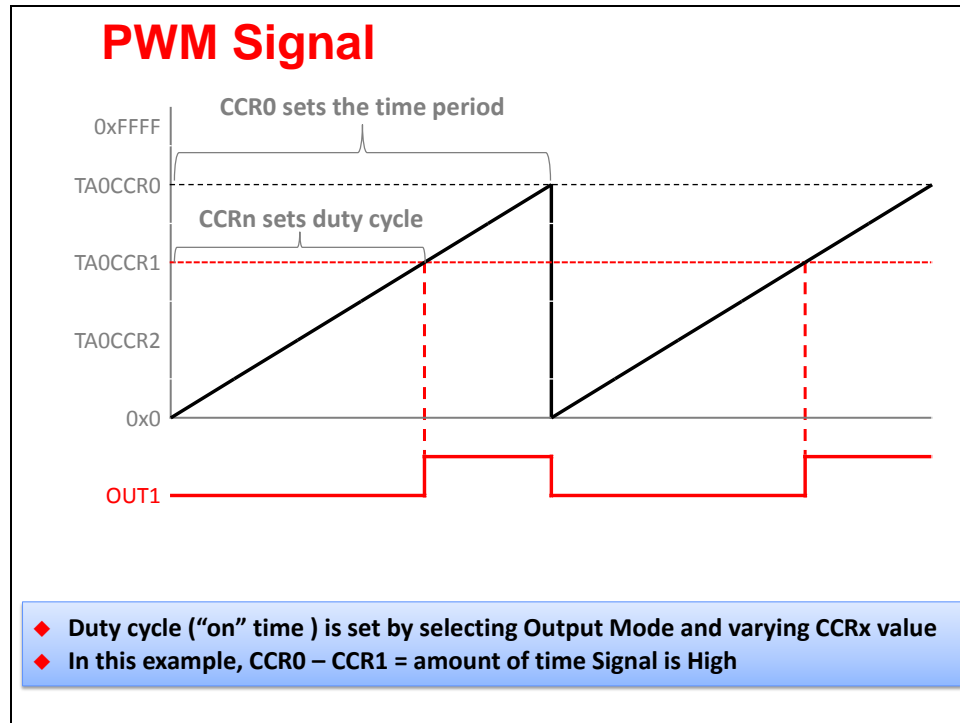 PWM Signal
CCR0 sets the time period
0xFFFF
TA0CCR0
CCRn sets duty cycle
TA0CCR1
TA0CCR2
0x0
OUT1
Duty cycle (“on” time ) is set by selecting Output Mode and varying CCRx value
In this example, CCR0 – CCR1 = amount of time Signal is High